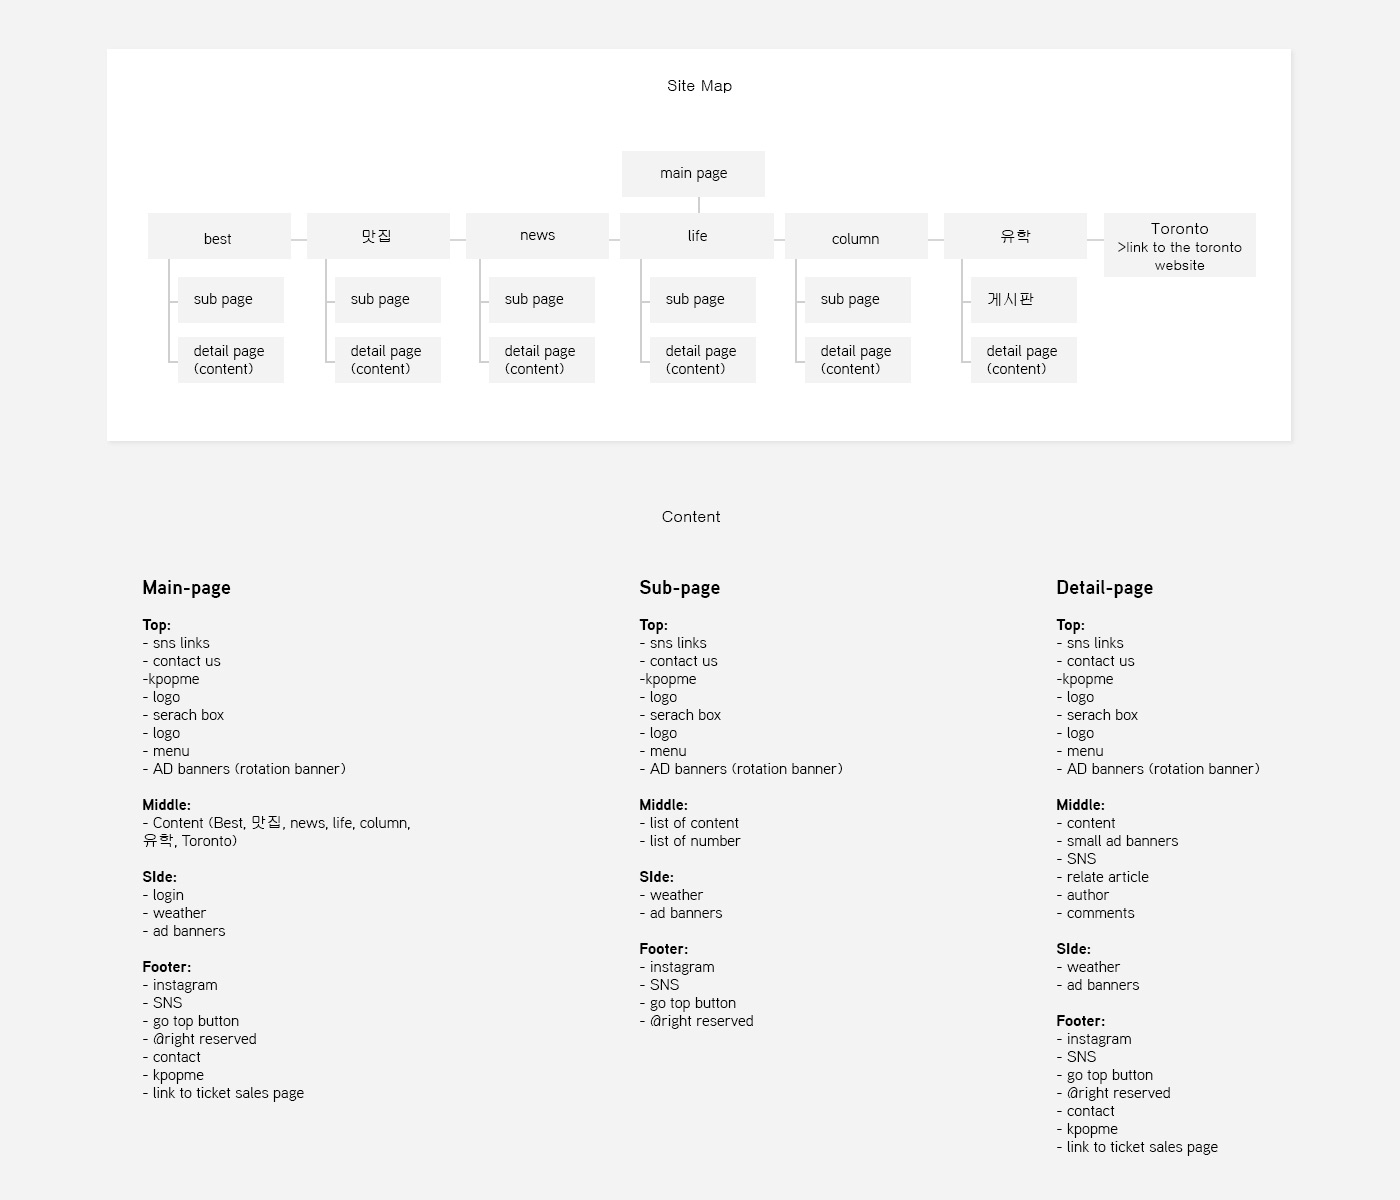 Site Map
main page
best
맛집
news
life
column
유학
Toronto
>link to the toronto
website
sub page
sub page
sub page
sub page
sub page
게시판
detail page
(content)
detail page
(content)
detail page
(content)
detail page
(content)
detail page
(content)
detail page
(content)
Content
Main-page
Top:
- sns links
- contact us
-kpopme
- logo
- serach box
- logo
- menu
- AD banners (rotation banner)
Middle:
- Content (Best, 맛집, news, life, column,
유학, Toronto)
SIde:
- login
- weather
- ad banners
Footer:
- instagram
- SNS
- go top button
- @right reserved
- contact
- kpopme
- link to ticket sales page
Sub-page
Top:
- sns links
- contact us
-kpopme
- logo
- serach box
- logo
- menu
- AD banners (rotation banner)
Middle:
- list of content
- list of number
SIde:
- weather
- ad banners
Footer:
- instagram
- SNS
- go top button
- @right reserved
Detail-page
Top:
- sns links
- contact us
-kpopme
- logo
- serach box
- logo
- menu
- AD banners (rotation banner)
Middle:
- content
- small ad banners
- SNS
- relate article
- author
- comments
SIde:
- weather
- ad banners
Footer:
- instagram
- SNS
- go top button
- @right reserved
- contact
- kpopme
- link to ticket sales page